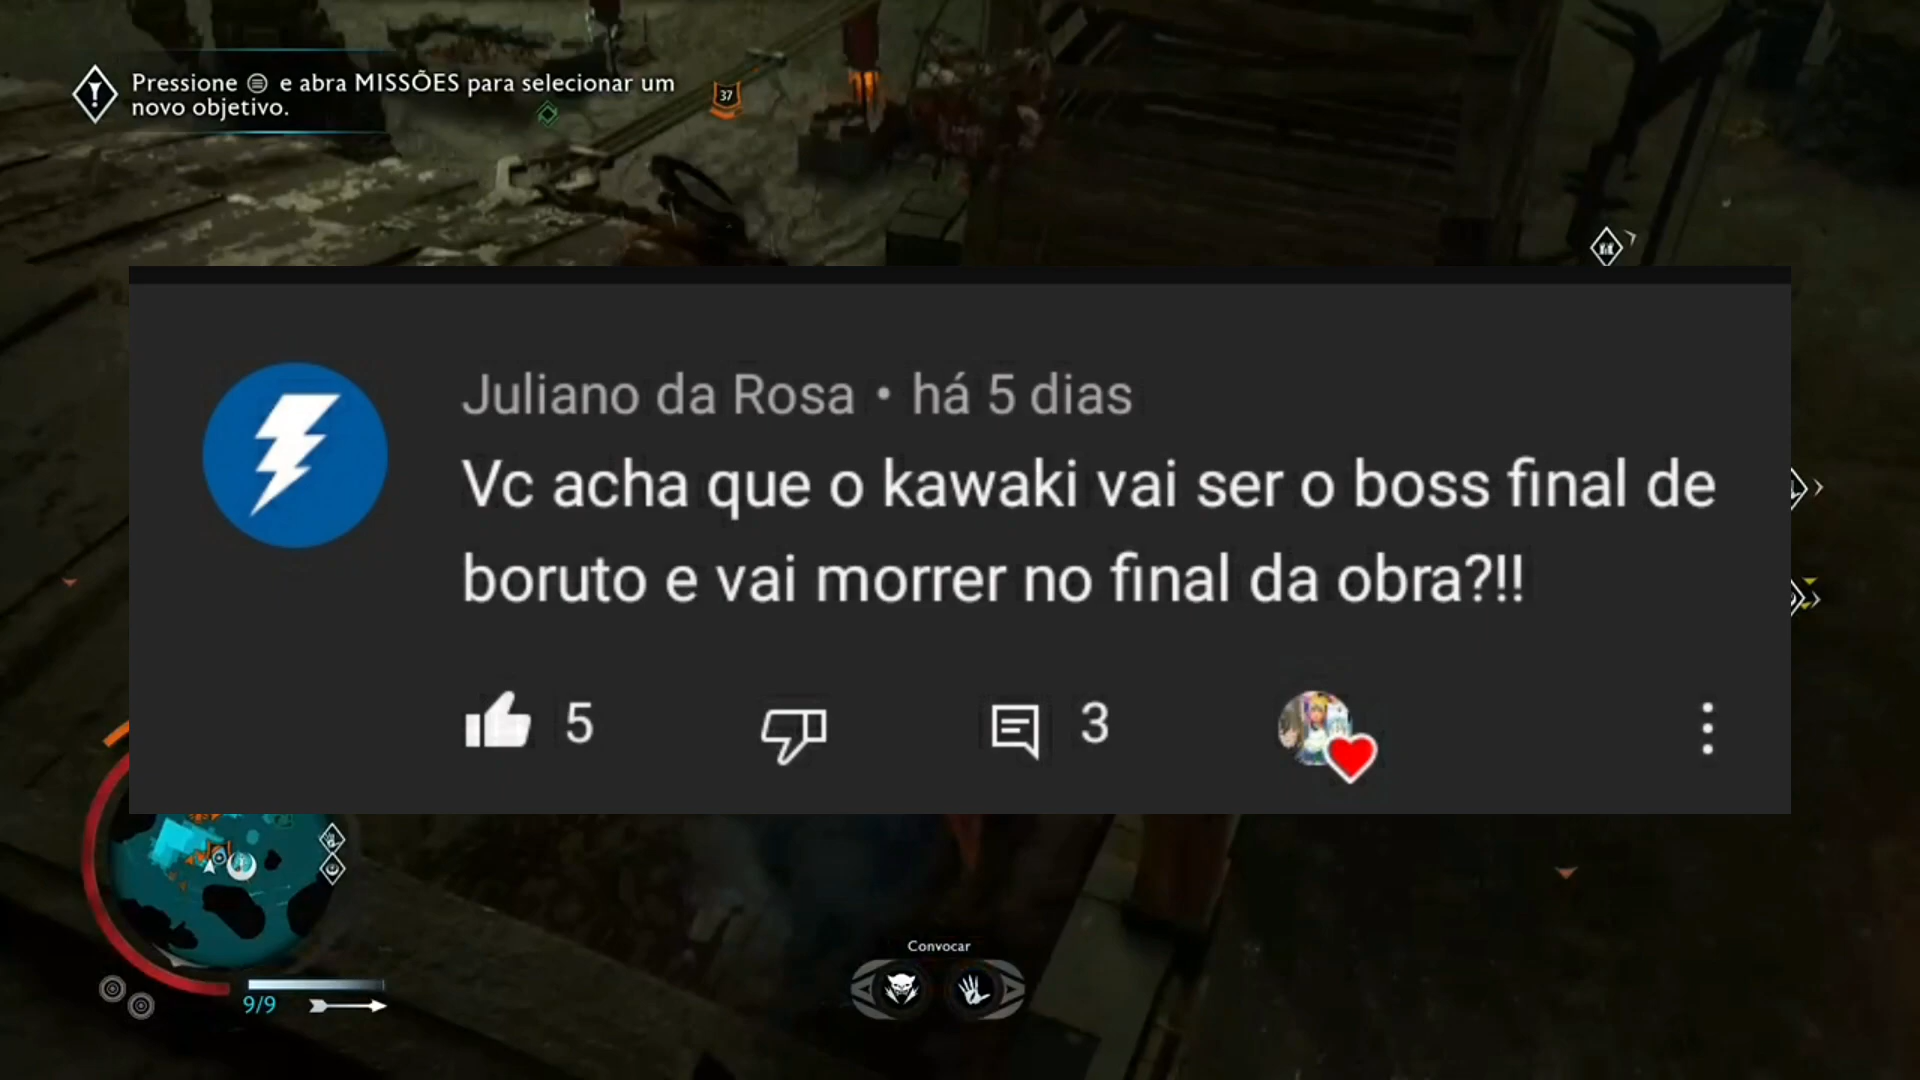 Pressione e abra MISSÕES para selecionar um
novo objetivo.
37
Juliano da Rosa • há 5 dias
Vc acha que o kawaki vai ser o boss final de
boruto e vai morrer no final da obra?!!
5
3
Convocar
9/9